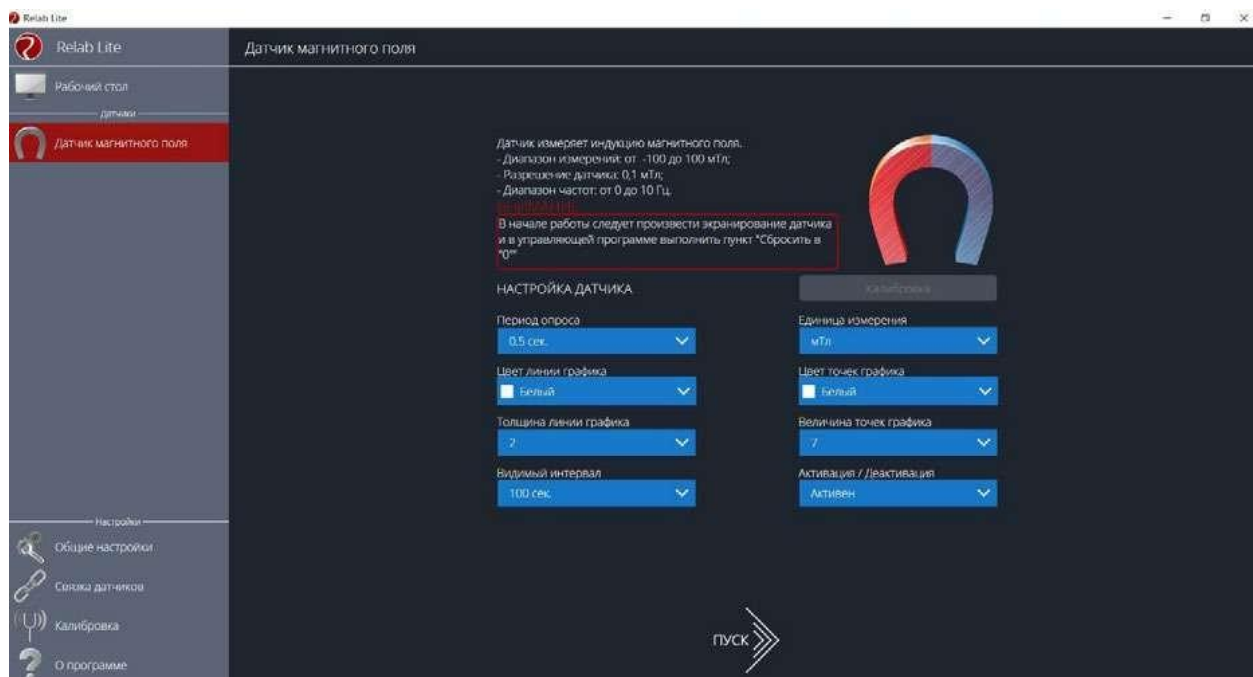 Relab Lite
Relab Lite
Датчик магнитного поля
Рабочий стол
Датчики
Датчик магнитного поля
Датчик измеряет индукцию магнитного поля.
- Диапазон измерений: от -100 до 100 мТл;
- Разрешение датчика: 0,1 мТл;
- Диапазон частот: от 0 до 10 Гц.
В начале работы следует произвести экранирование датчика
и в управляющей программе выполнить пункт "Сбросить в
"0""
НАСТРОЙКА ДАТЧИКА
Калибровка
Период опроса
Единица измерения
0.5 сек.
мТл
Цвет линии графика
Цвет точек графика
Белый
Белый
Толщина линии графика
Величина точек графика
2
7
Видимый интервал
Активация / Деактивация
100 сек.
Активен
Настройки
Общие настройки
Связка датчиков
Калибровка
О программе
ПУСК